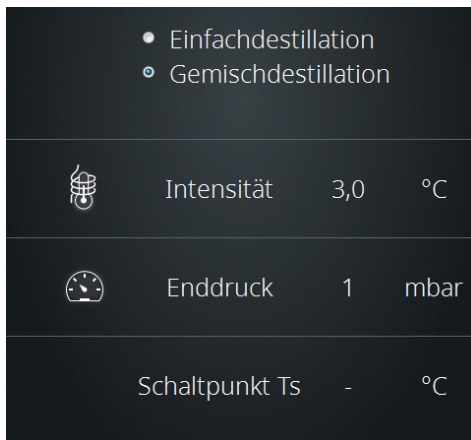 Einfachdestillation
Gemischdestillation
Intensität 3,0 °C
Enddruck 1 mbar
Schaltpunkt Ts - °C